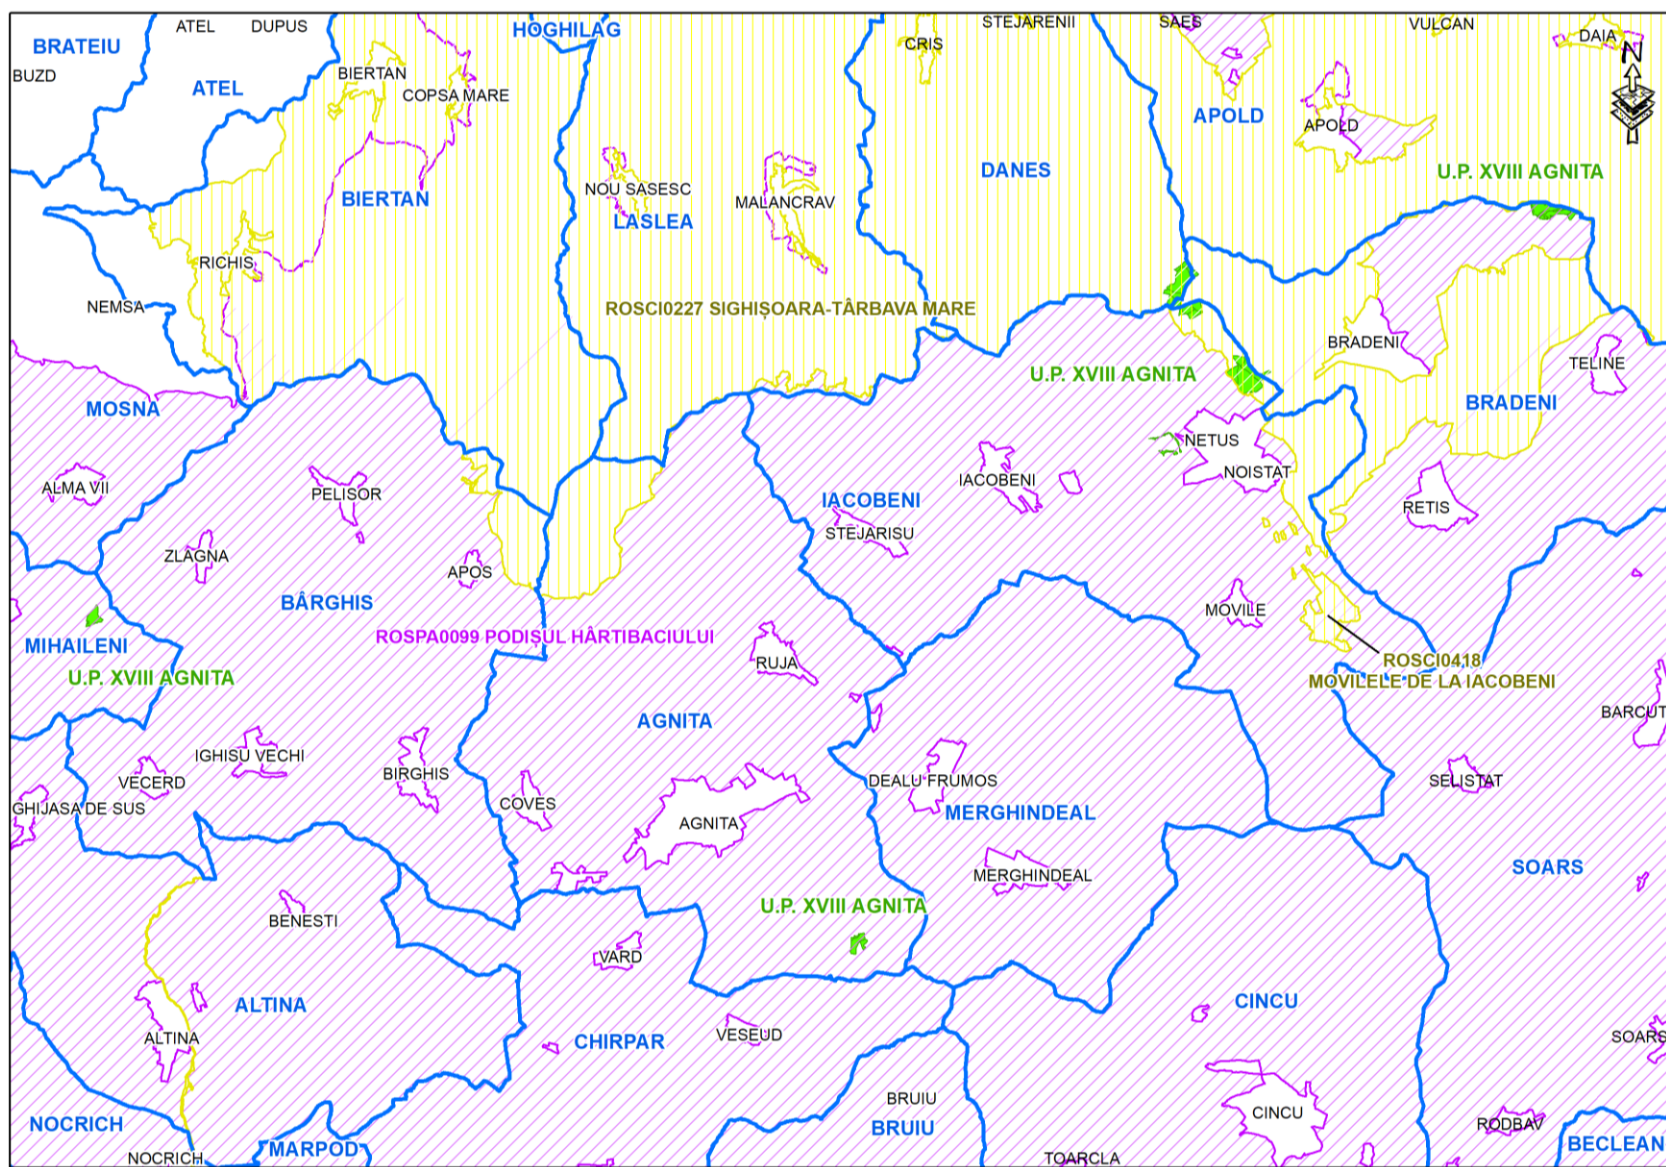 ATEL
DUPUS
HOGHILAG
STEJARENII
SAES
VULCAN
BRATEIU
CRIS
DAIA
N
BUZD
ATEL
BIERTAN
COPSA MARE
APOLD
APOLD
DANES
U.P. XVIII AGNITA
BIERTAN
NOU SASESC
MALANCRAV
LASLEA
RICHIS
NEMSA
ROSCI0227 SIGHIȘOARA-TÂRBAVA MARE
BRADENI
TELINE
U.P. XVIII AGNITA
MOSNA
BRADENI
NETUS
NOISTAT
ALMA VII
PELISOR
IACOBENI
IACOBENI
RETIS
STEJARISU
ZLAGNA
APOS
BÂRGHIS
MOVILE
MIHAILENI
ROSPA0099 PODIȘUL HÂRTIBACIULUI
RUJA
ROSCI0418
MOVILELE DE LA IACOBENI
U.P. XVIII AGNITA
AGNITA
BARCUT
IGHISU VECHI
VECERD
BIRGHIS
DEALU FRUMOS
SELISTAT
GHIJASA DE SUS
COVES
AGNITA
MERGHINDEAL
MERGHINDEAL
SOARS
BENESTI
U.P. XVIII AGNITA
VARD
ALTINA
CINCU
ALTINA
CHIRPAR
VESEUD
SOARS
BRUIU
CINCU
NOCRICH
BRUIU
RODBAV
MARPOD
BECLEAN
NOCRICH
TOARCLA